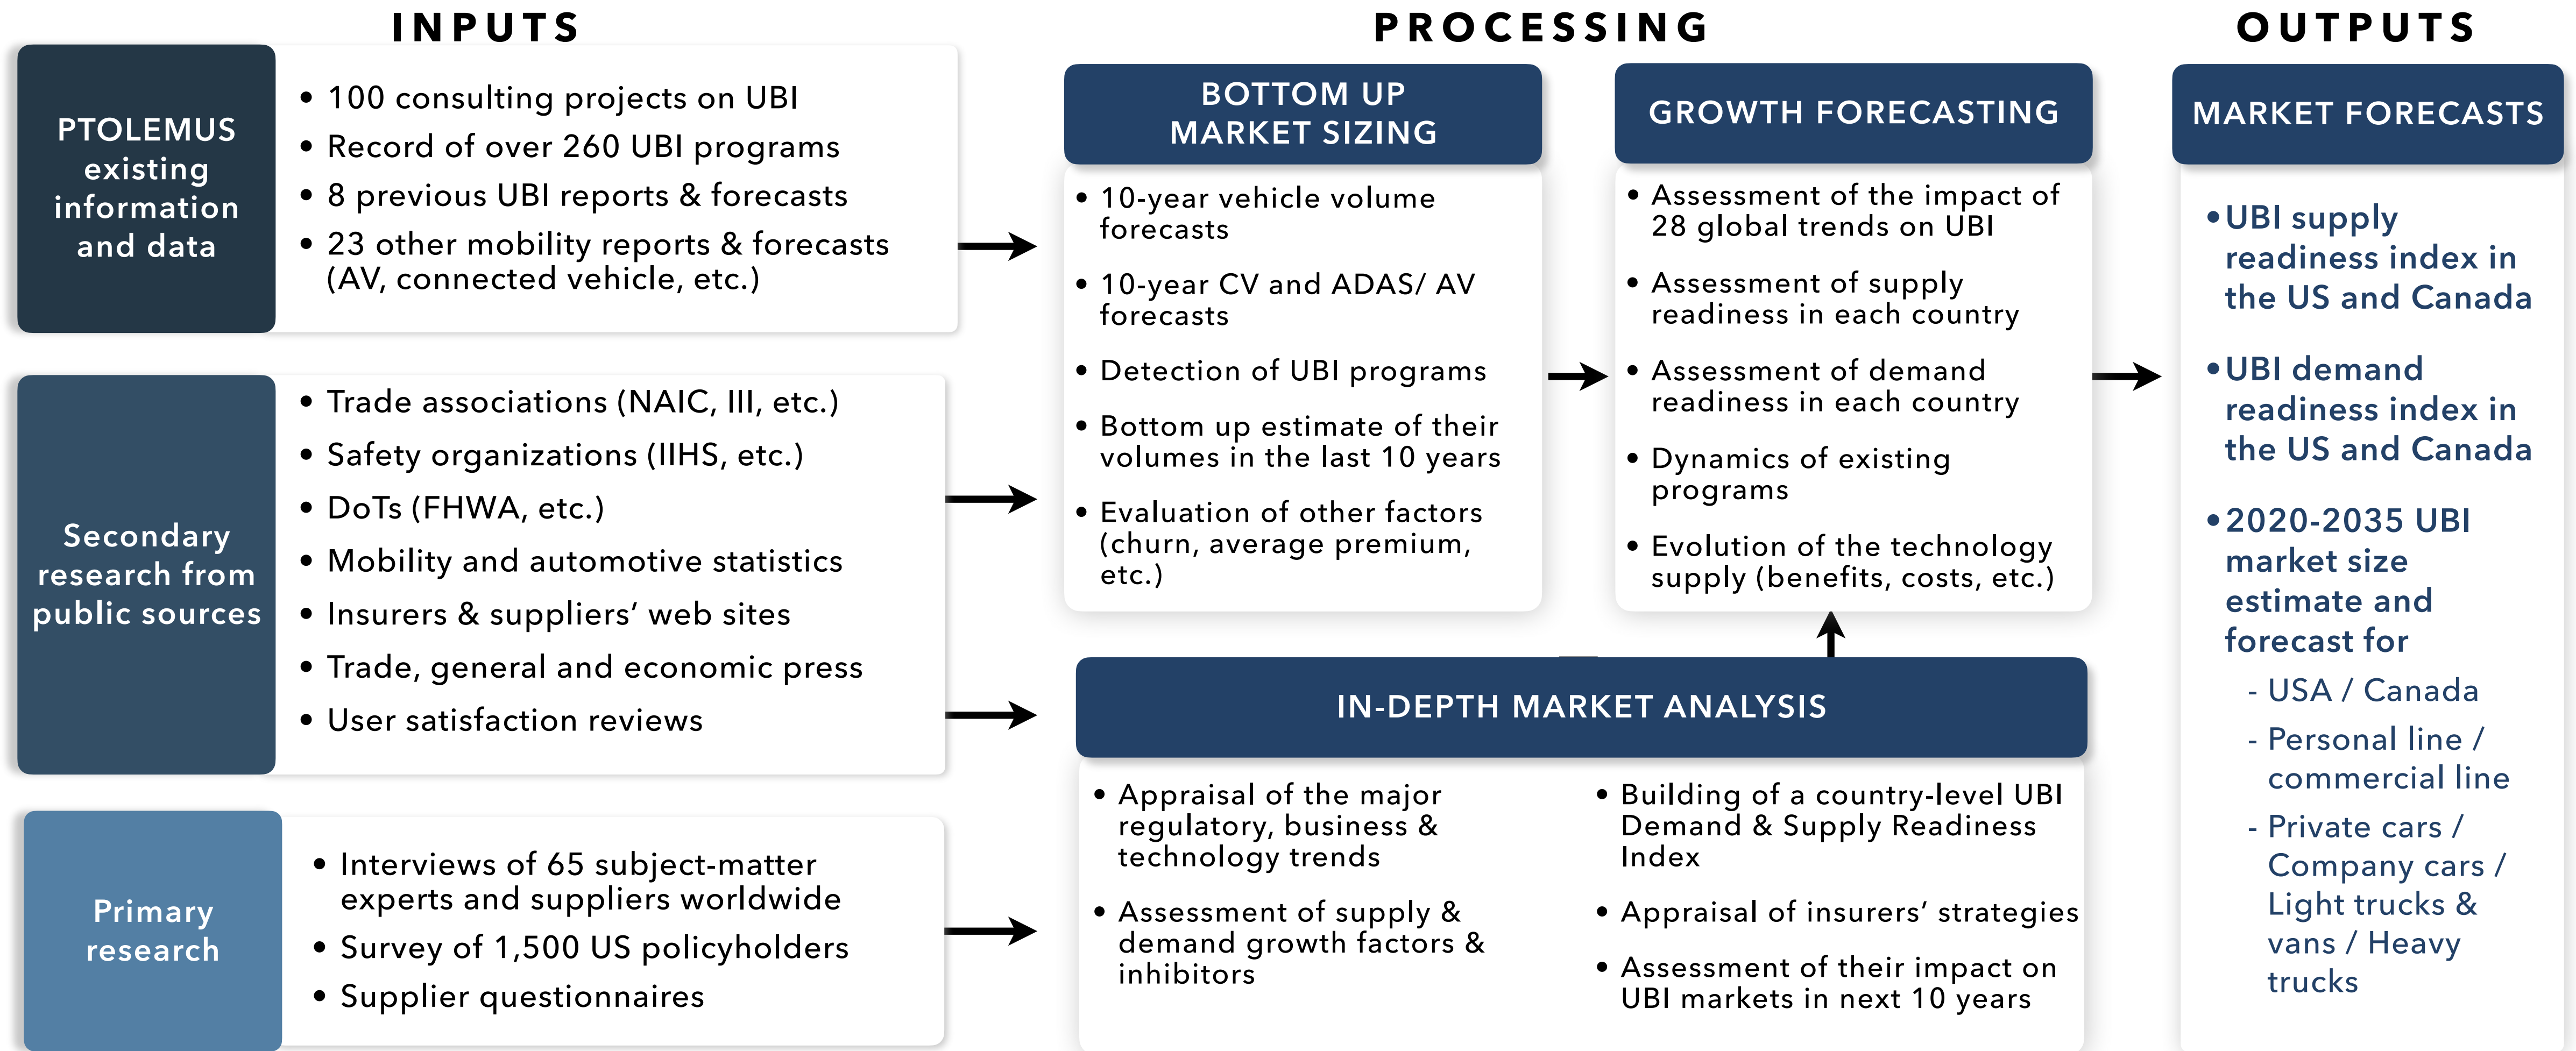 INPUTS
PTOLEMUS
existing
information
and data
• 100 consulting projects on UBI
• Record of over 260 UBI programs
• 8 previous UBI reports & forecasts
• 23 other mobility reports & forecasts
(AV, connected vehicle, etc.)
Secondary
research from
public sources
• Trade associations (NAIC, III, etc.)
• Safety organizations (IIHS, etc.)
• DoTs (FHWA, etc.)
• Mobility and automotive statistics
• Insurers & suppliers’ web sites
• Trade, general and economic press
• User satisfaction reviews
Primary
research
• Interviews of 65 subject-matter
experts and suppliers worldwide
• Survey of 1,500 US policyholders
• Supplier questionnaires
PROCESSING
BOTTOM UP
MARKET SIZING
• 10-year vehicle volume
forecasts
• 10-year CV and ADAS/ AV
forecasts
• Detection of UBI programs
• Bottom up estimate of their
volumes in the last 10 years
• Evaluation of other factors
(churn, average premium,
etc.)
GROWTH FORECASTING
• Assessment of the impact of
28 global trends on UBI
• Assessment of supply
readiness in each country
• Assessment of demand
readiness in each country
• Dynamics of existing
programs
• Evolution of the technology
supply (benefits, costs, etc.)
IN-DEPTH MARKET ANALYSIS
• Appraisal of the major
regulatory, business &
technology trends
• Assessment of supply &
demand growth factors &
inhibitors
• Building of a country-level UBI
Demand & Supply Readiness
Index
• Appraisal of insurers’ strategies
• Assessment of their impact on
UBI markets in next 10 years
OUTPUTS
MARKET FORECASTS
• UBI supply
readiness index in
the US and Canada
• UBI demand
readiness index in
the US and Canada
• 2020-2035 UBI
market size
estimate and
forecast for
- USA / Canada
- Personal line /
commercial line
- Private cars /
Company cars /
Light trucks &
vans / Heavy
trucks